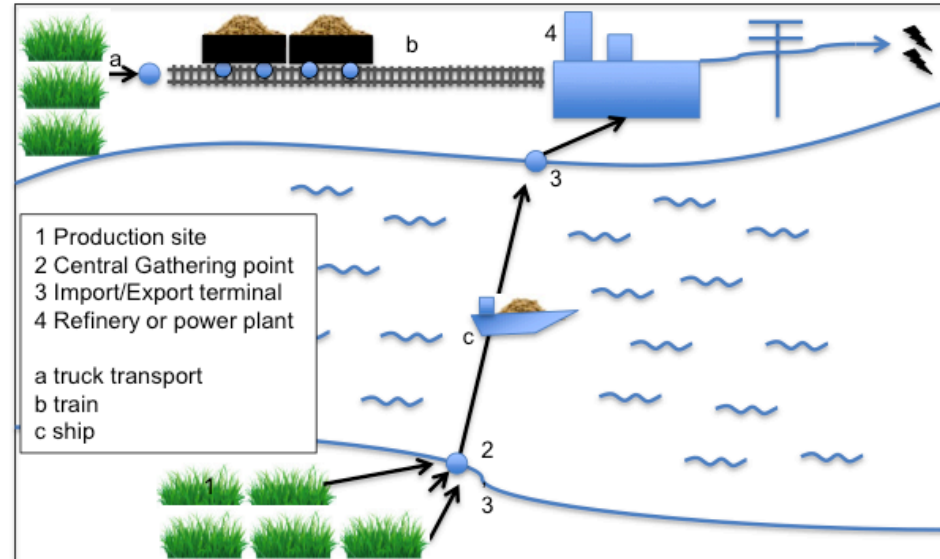 4
b
a
3
1 Production site
2 Central Gathering point
3 Import/Export terminal
4 Refinery or power plant
a truck transport
b train
c ship
c
2
,
3
1